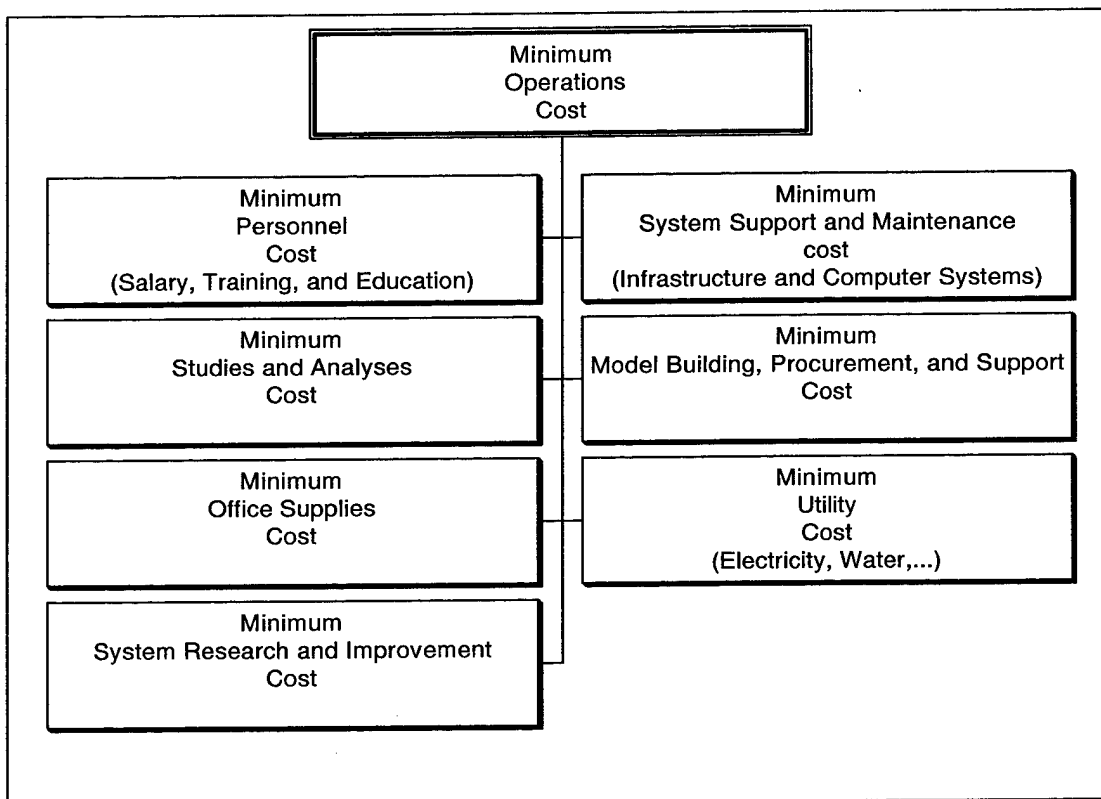 Minimum
Operations
Cost
Minimum
Personnel
Cost
(Salary, Training, and Education)
Minimum
System Support and Maintenance
cost
(Infrastructure and Computer Systems)
Minimum
Studies and Analyses
Cost
Minimum
Model Building, Procurement, and Support
Cost
Minimum
Office Supplies
Cost
Minimum
Utility
Cost
(Electricity, Water,...)
Minimum
System Research and Improvement
Cost